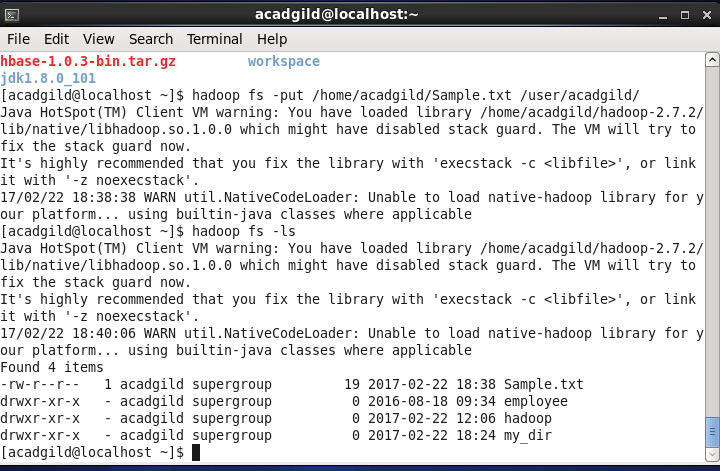 acadgild@localhost:~
File Edit View Search Terminal Help
hbase-1.0.3-bin.tar.gz workspace
jdk1.8.0_101
[acadgild@localhost ~]$ hadoop fs -put /home/acadgild/Sample.txt /user/acadgild/
Java HotSpot(TM) Client VM warning: You have loaded library /home/acadgild/hadoop-2.7.2/
lib/native/libhadoop.so.1.0.0 which might have disabled stack guard. The VM will try to
fix the stack guard now.
It's highly recommended that you fix the library with 'execstack -c <libfile>', or link
it with '-z noexecstack'.
17/02/22 18:38:38 WARN util.NativeCodeLoader: Unable to load native-hadoop library for y
our platform... using builtin-java classes where applicable
[acadgild@localhost ~]$ hadoop fs -ls
Java HotSpot(TM) Client VM warning: You have loaded library /home/acadgild/hadoop-2.7.2/
lib/native/libhadoop.so.1.0.0 which might have disabled stack guard. The VM will try to
fix the stack guard now.
It's highly recommended that you fix the library with 'execstack -c <libfile>', or link
it with '-z noexecstack'.
17/02/22 18:40:06 WARN util.NativeCodeLoader: Unable to load native-hadoop library for y
our platform... using builtin-java classes where applicable
Found 4 items
-rw-r--r--   1 acadgild supergroup         19 2017-02-22 18:38 Sample.txt
drwxr-xr-x   - acadgild supergroup          0 2016-08-18 09:34 employee
drwxr-xr-x   - acadgild supergroup          0 2017-02-22 12:06 hadoop
drwxr-xr-x   - acadgild supergroup          0 2017-02-22 18:24 my_dir
[acadgild@localhost ~]$